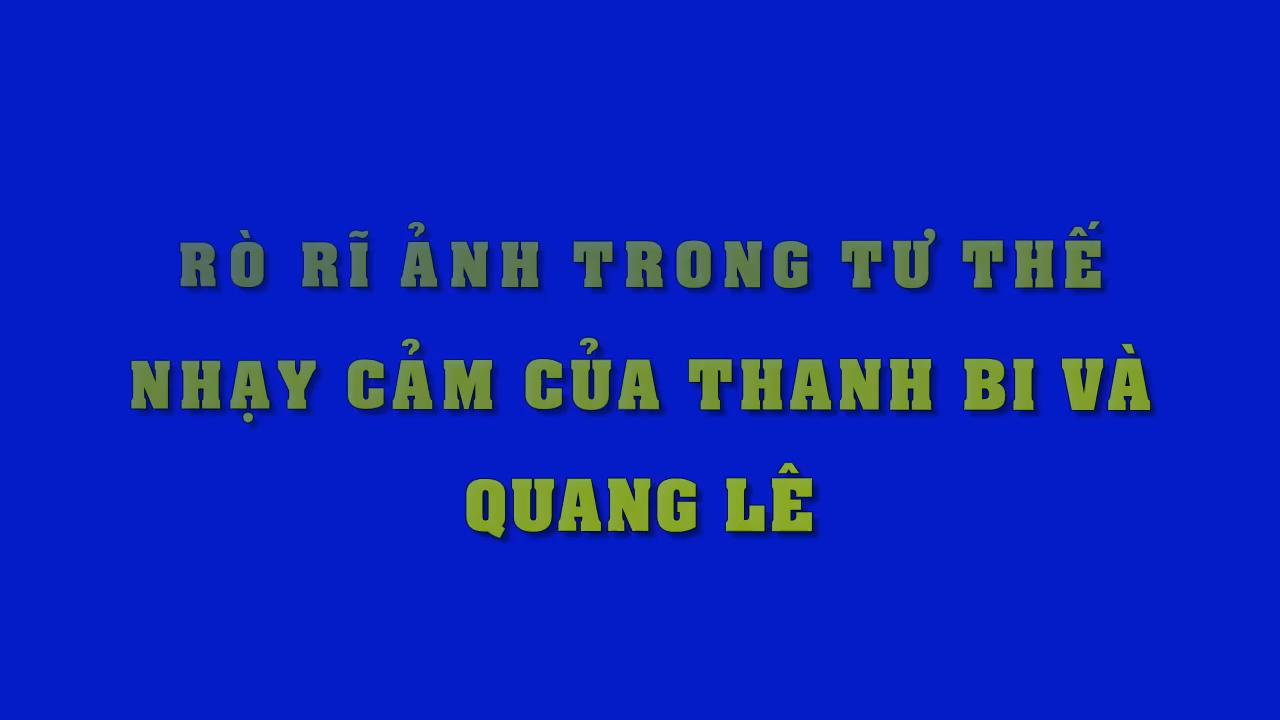 RÒ RĨ ẢNH TRONG TƯ THẾ
NHẠY CẢM CỦA THANH BI VÀ
QUANG LÊ